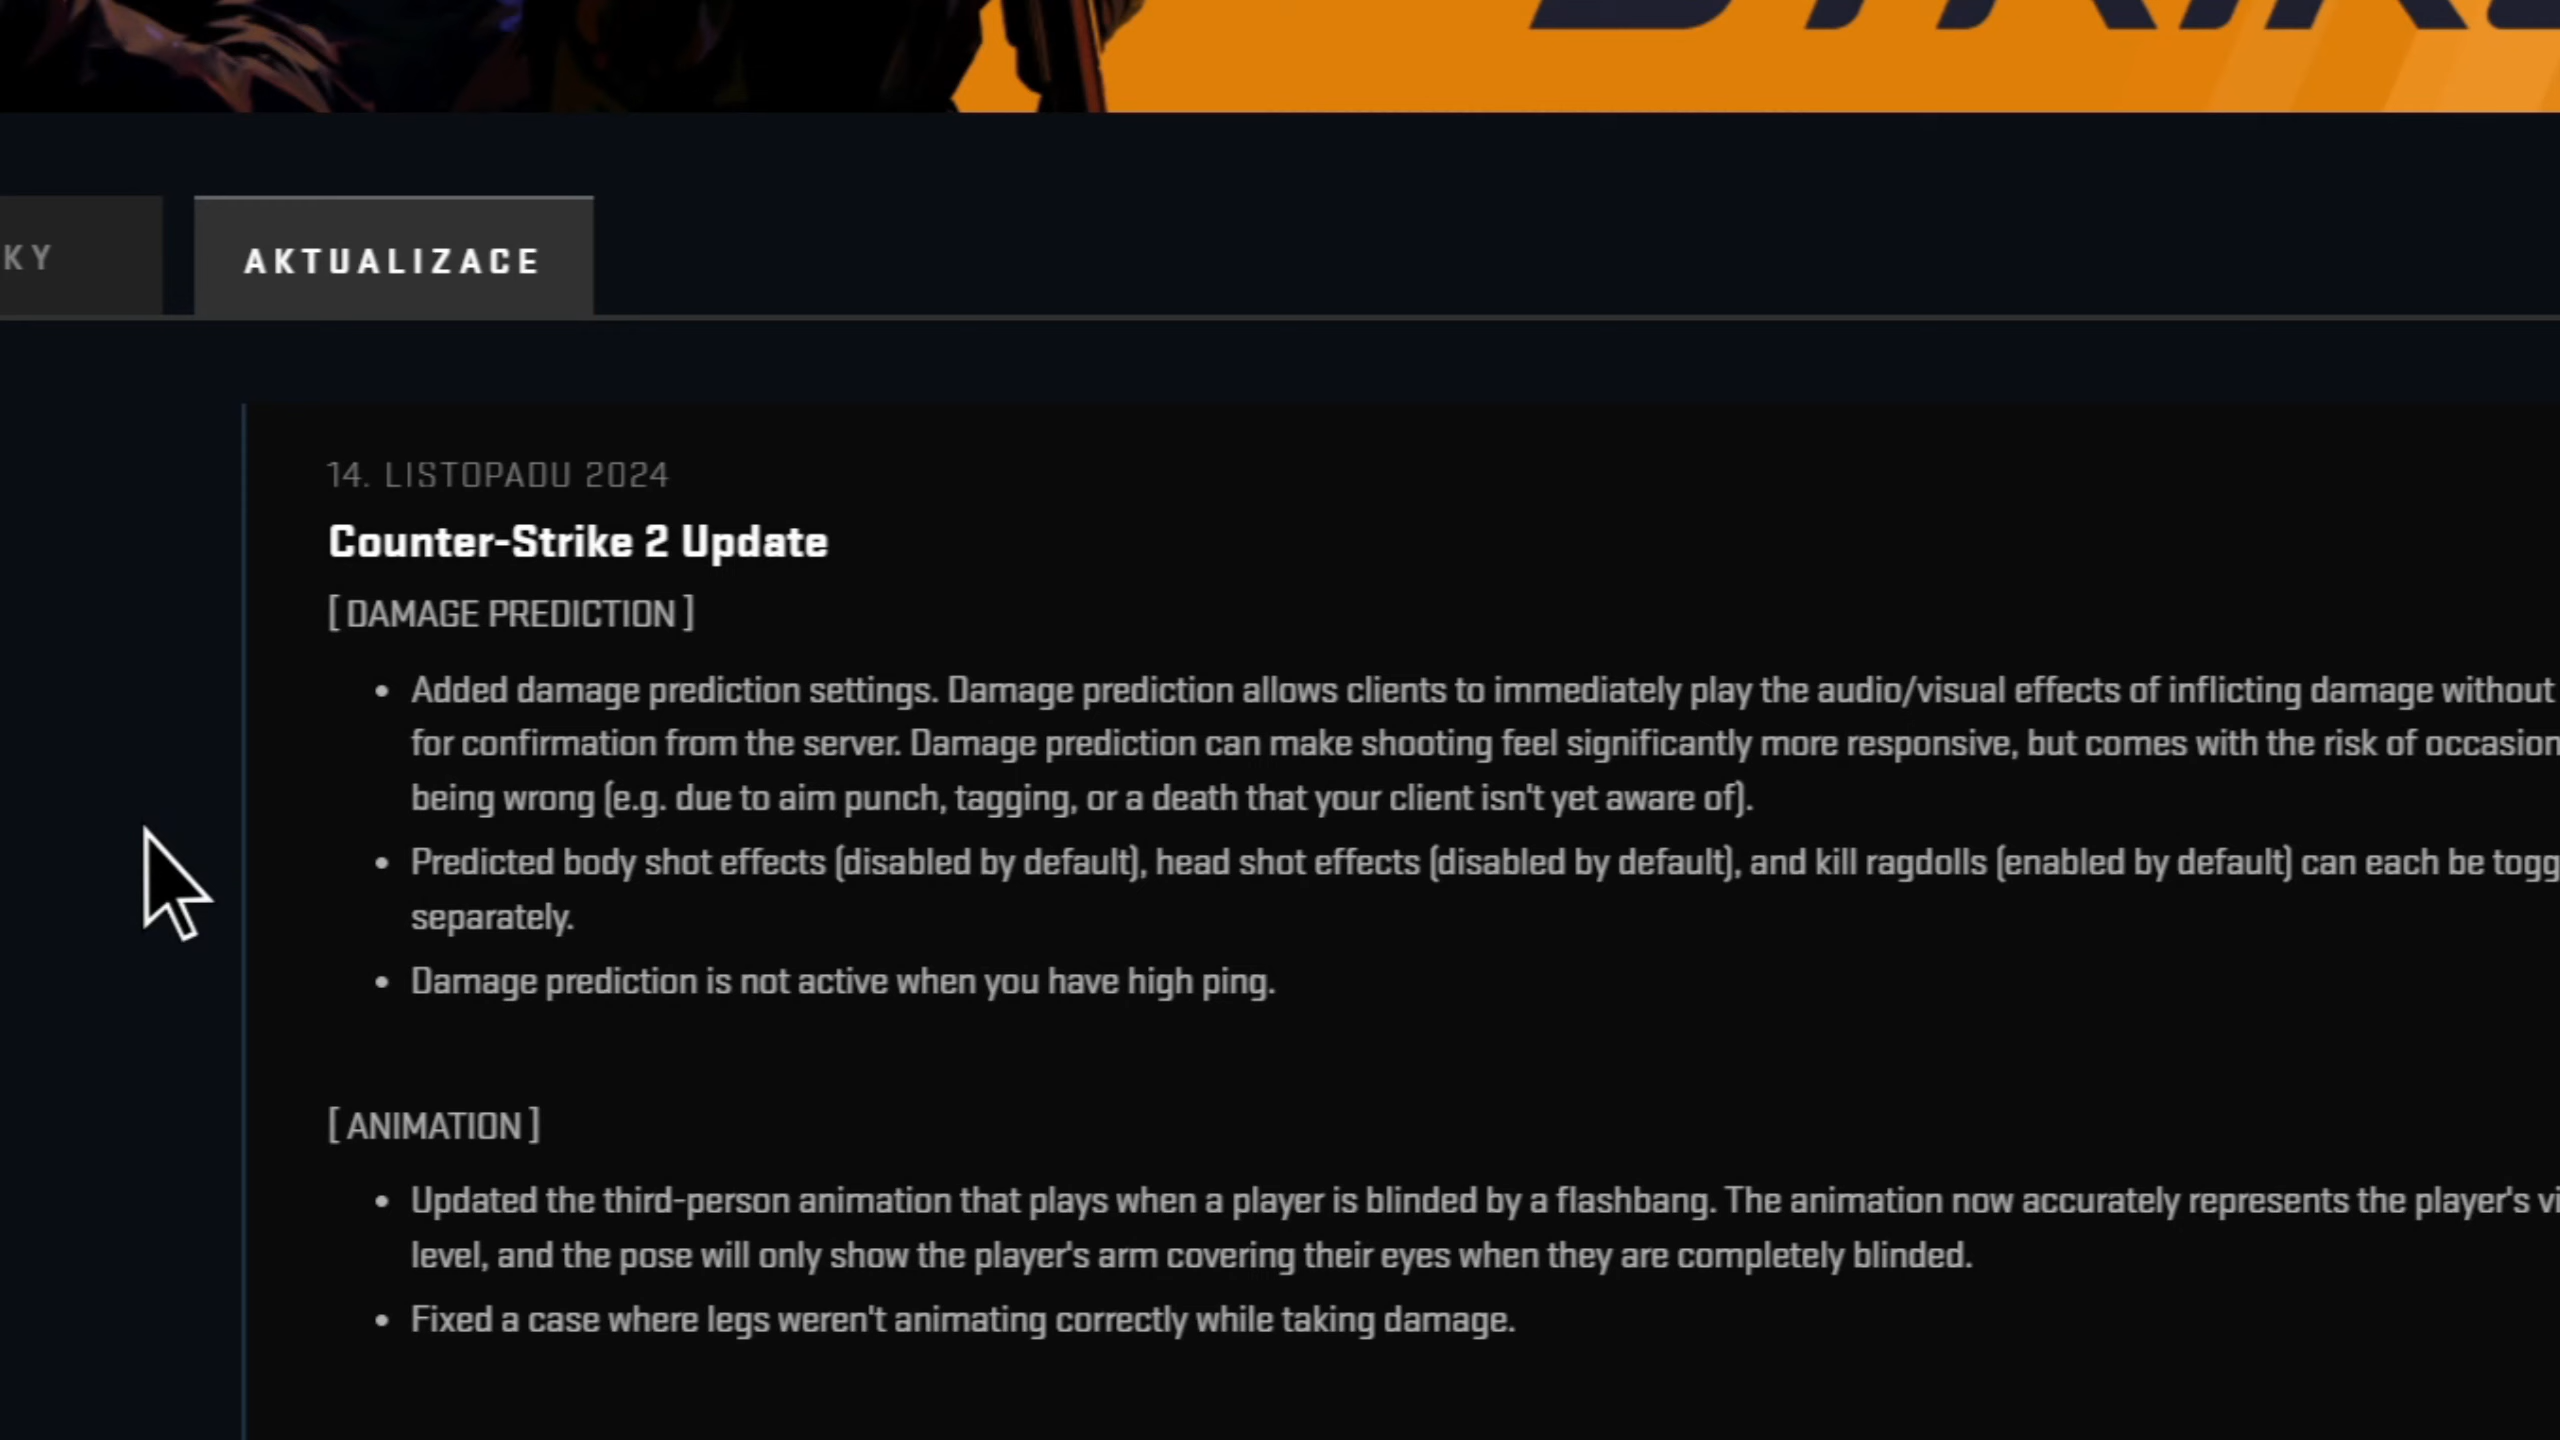 KY
AKTUALIZACE
14. LISTOPADU 2024
Counter-Strike 2 Update
[ DAMAGE PREDICTION ]
• Added damage prediction settings. Damage prediction allows clients to immediately play the audio/visual effects of inflicting damage without
for confirmation from the server. Damage prediction can make shooting feel significantly more responsive, but comes with the risk of occasion
being wrong (e.g. due to aim punch, tagging, or a death that your client isn't yet aware of).
• Predicted body shot effects (disabled by default), head shot effects (disabled by default), and kill ragdolls (enabled by default) can each be togg
separately.
• Damage prediction is not active when you have high ping.
[ ANIMATION ]
• Updated the third-person animation that plays when a player is blinded by a flashbang. The animation now accurately represents the player's vi
level, and the pose will only show the player's arm covering their eyes when they are completely blinded.
• Fixed a case where legs weren't animating correctly while taking damage.